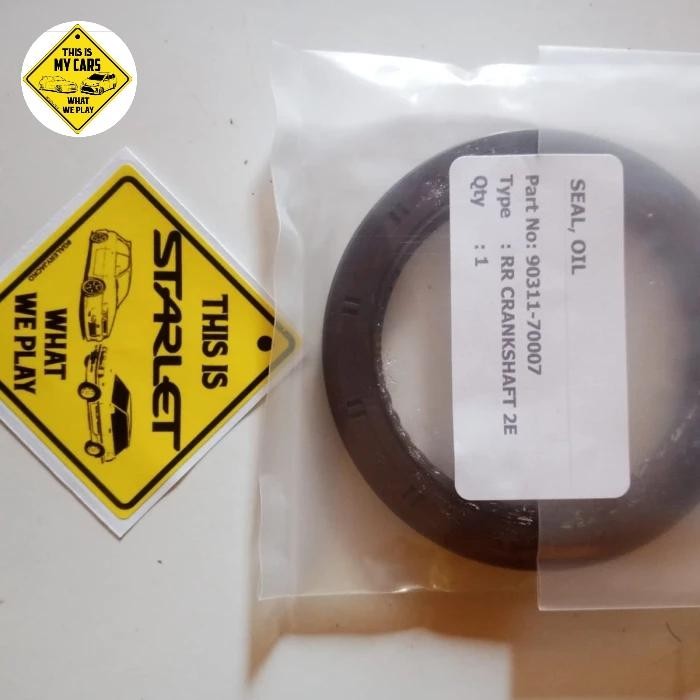 THIS IS
MY CARS
WHAT
WE PLAY
THIS IS
STARLET
WHAT
WE PLAY
SEAL, OIL
Part No: 90311-70007
Type : RR CRANKSHAFT 2E
Qty : 1